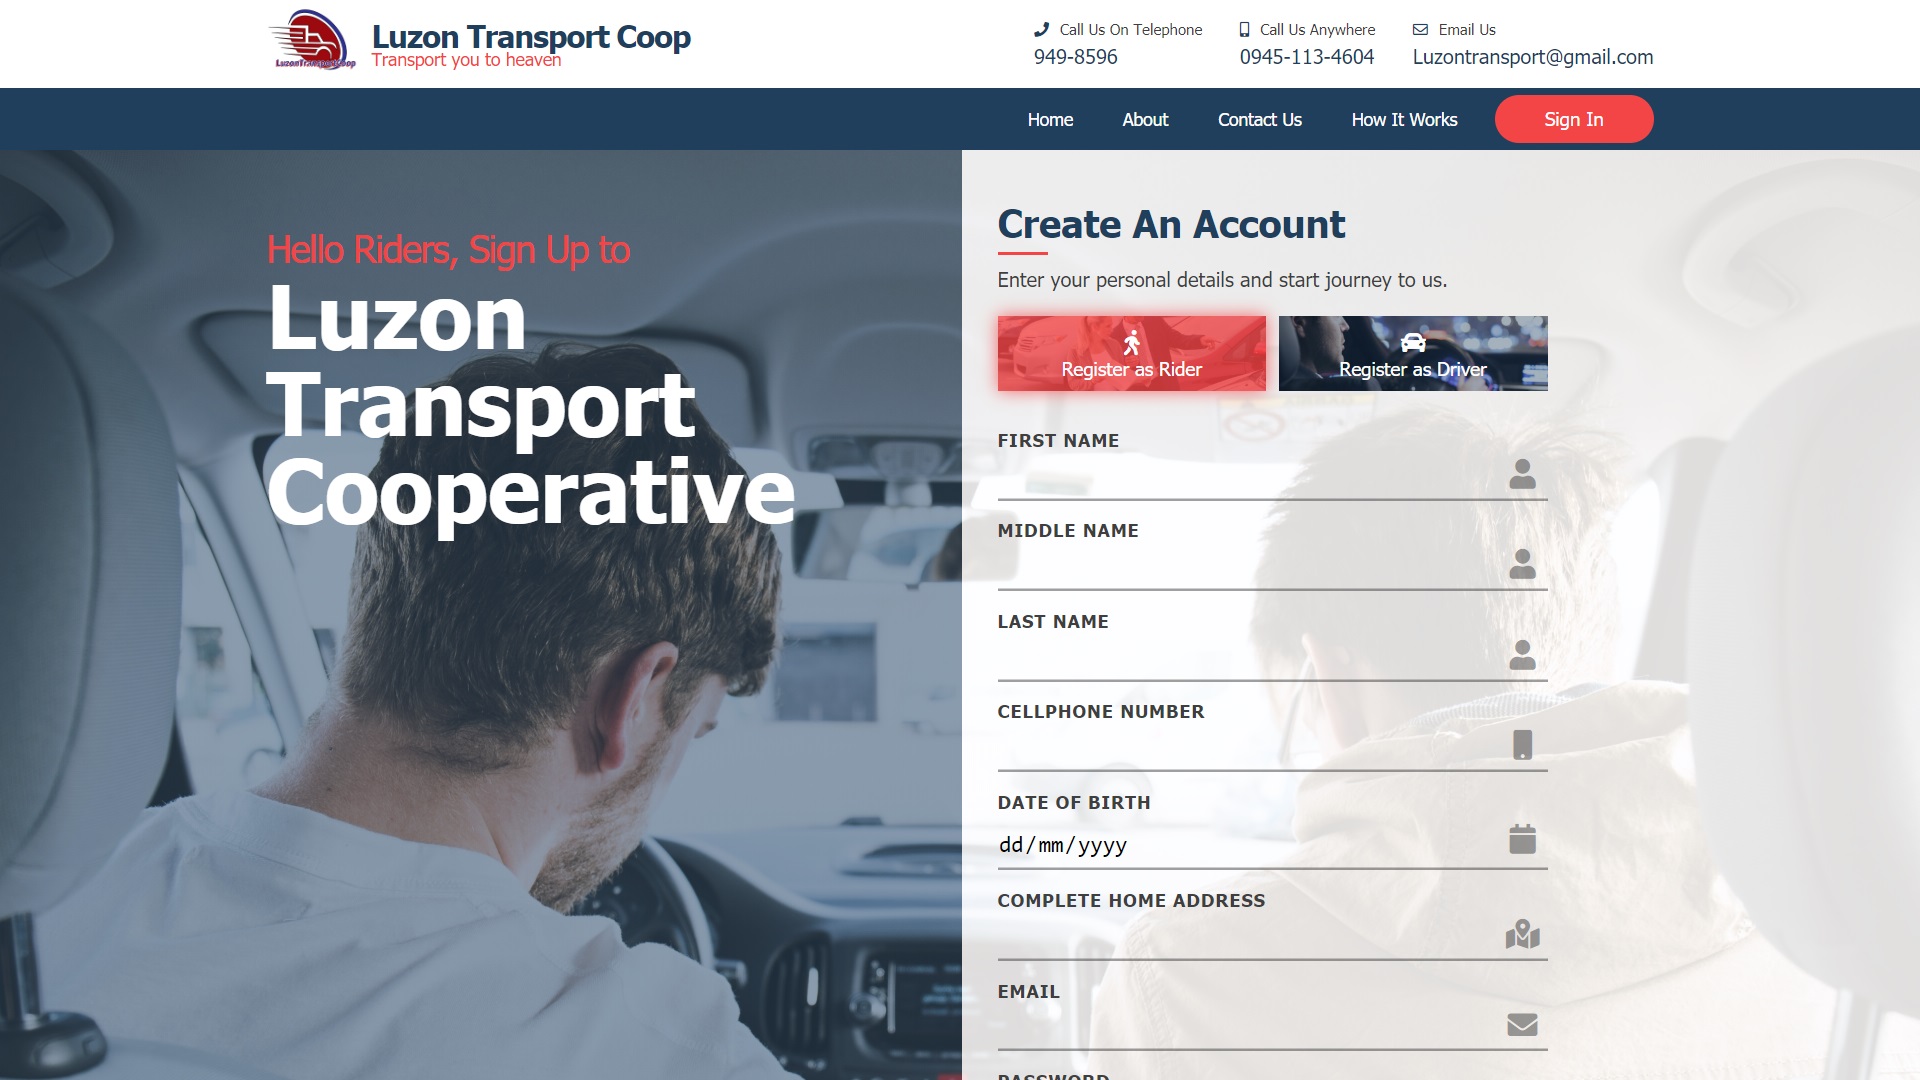 LuzonTransportCoop
Luzon Transport Coop
Transport you to heaven
Call Us On Telephone
949-8596
Call Us Anywhere
0945-113-4604
Email Us
Luzontransport@gmail.com
Home
About
Contact Us
How It Works
Sign In
Hello Riders, Sign Up to
Luzon
Transport
Cooperative
Create An Account
Enter your personal details and start journey to us.
Register as Rider
Register as Driver
FIRST NAME
MIDDLE NAME
LAST NAME
CELLPHONE NUMBER
DATE OF BIRTH
dd/mm/yyyy
COMPLETE HOME ADDRESS
EMAIL
PASSWORD